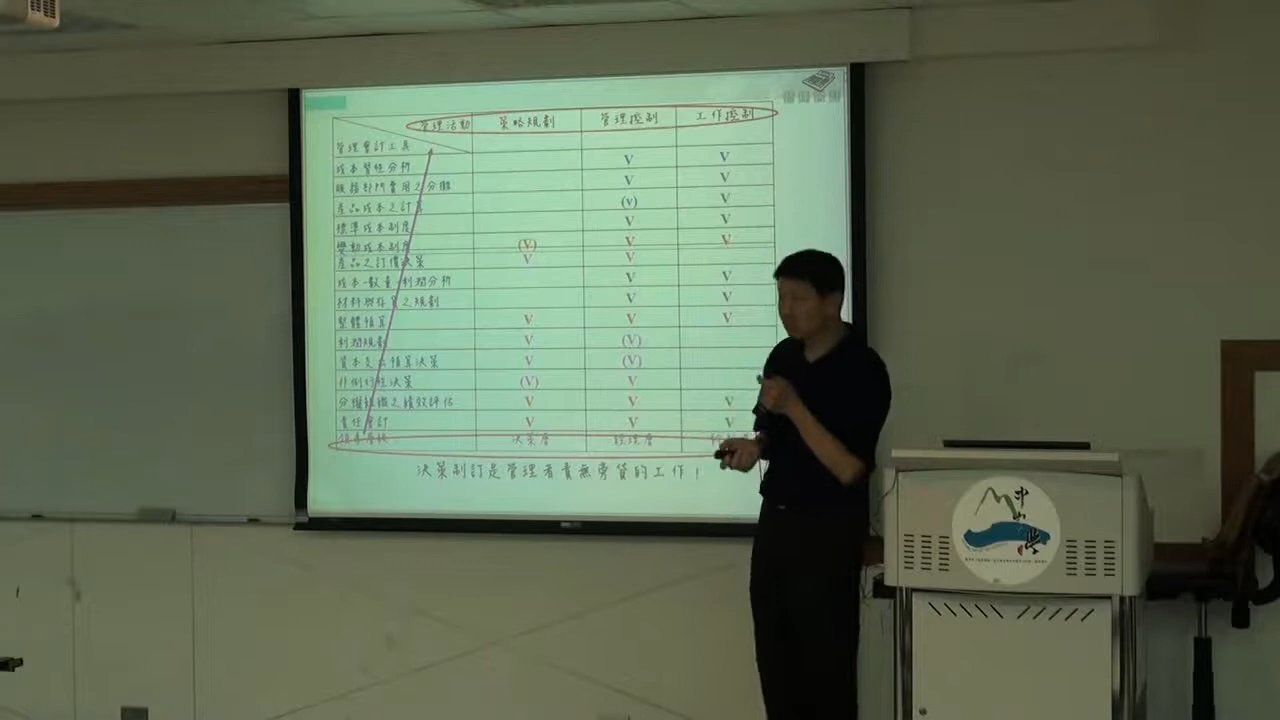 管理活動 策略規劃 管理控制 工作控制
管理會計工具
成本習性分析 V V
服務部門費用之分攤 V V
產品成本之計算 (V) V
標準成本制度 V V
變動成本制度 (V) V V
產品之訂價決策 V V
成本-數量-利潤分析 V V
材料與存貨之規劃 V V
整體預算 V V V
利潤規劃 V (V)
資本支出預算決策 V (V)
非例行性決策 (V) V
分權組織之績效評估 V V V
責任會計 V V V
決策層 經理層
決策制訂是管理者責無旁貸的工作!
中山